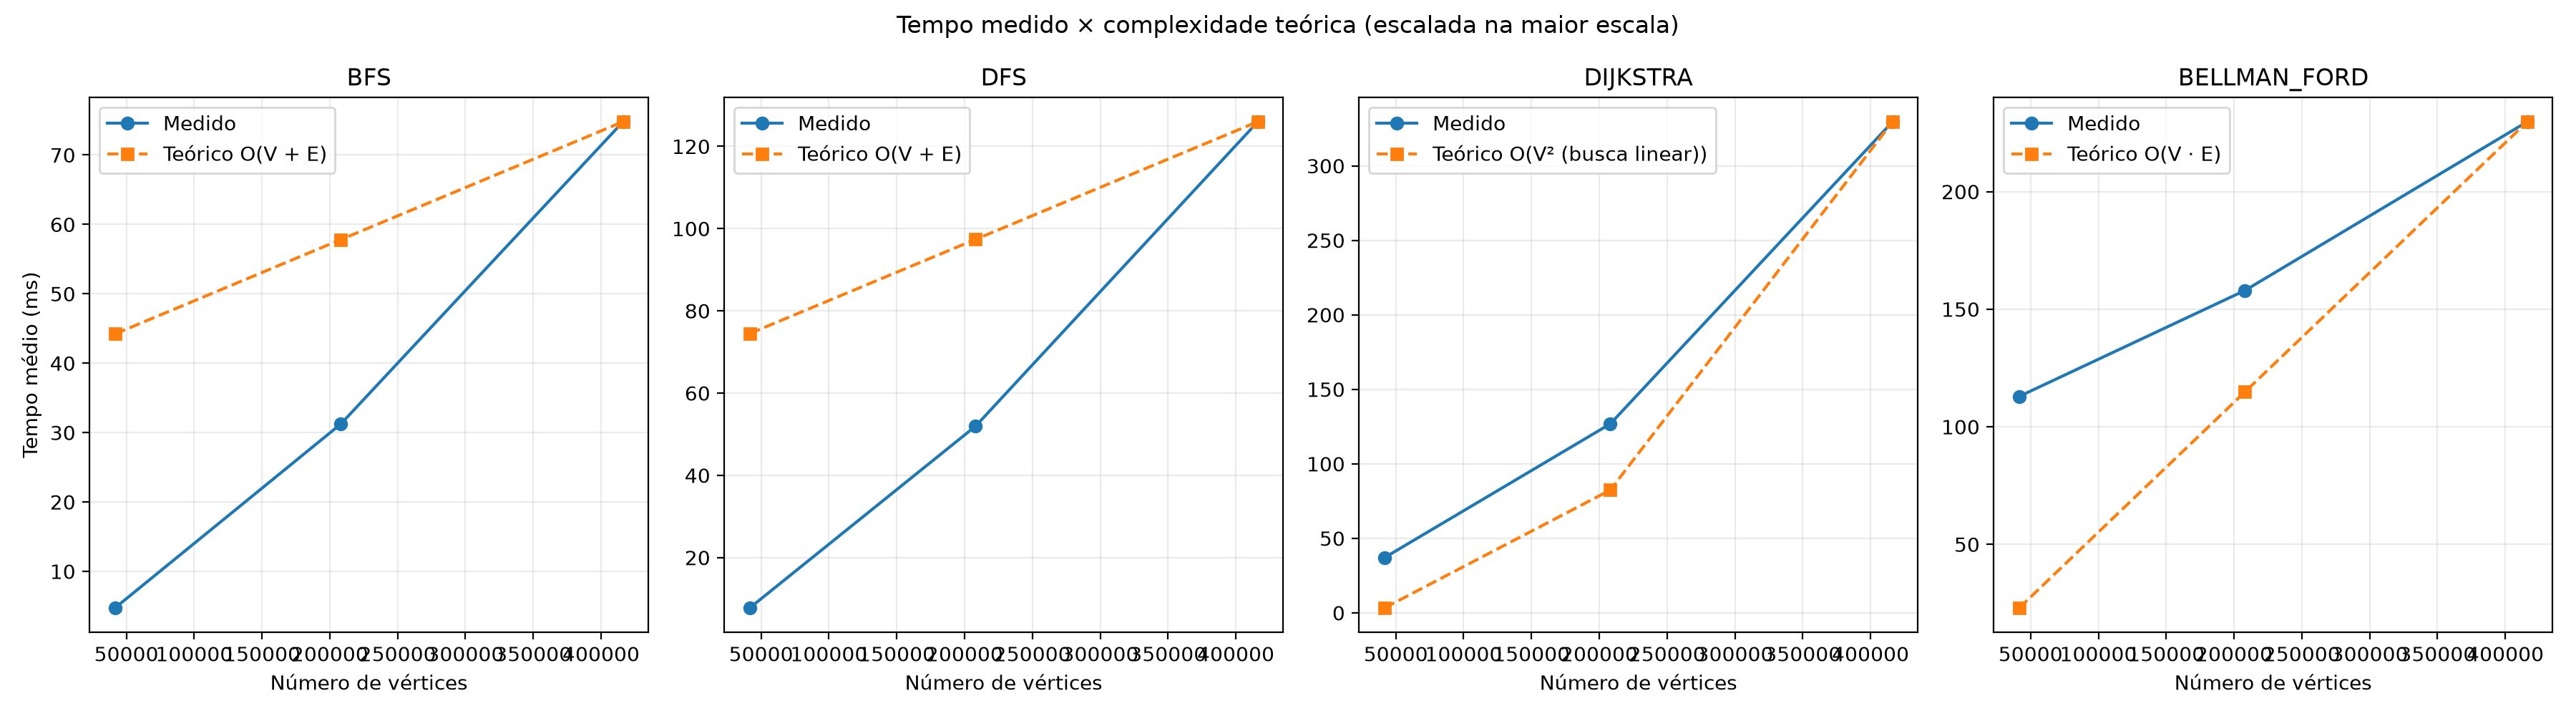 Tempo medido × complexidade teórica (escalada na maior escala)
BFS
Medido
Teórico O(V + E)
Tempo médio (ms)
70
60
50
40
30
20
10
50000 100000 150000 200000 250000 300000 350000 400000
Número de vértices
DFS
Medido
Teórico O(V + E)
120
100
80
60
40
20
50000 100000 150000 200000 250000 300000 350000 400000
Número de vértices
DIJKSTRA
Medido
Teórico O(V² (busca linear))
300
250
200
150
100
50
0
50000 100000 150000 200000 250000 300000 350000 400000
Número de vértices
BELLMAN_FORD
Medido
Teórico O(V · E)
200
150
100
50
50000 100000 150000 200000 250000 300000 350000 400000
Número de vértices